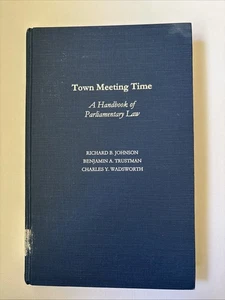 Town Meeting Time
A Handbook of
Parliamentary Law
RICHARD B. JOHNSON
BENJAMIN A. TRUSTMAN
CHARLES Y. WADSWORTH